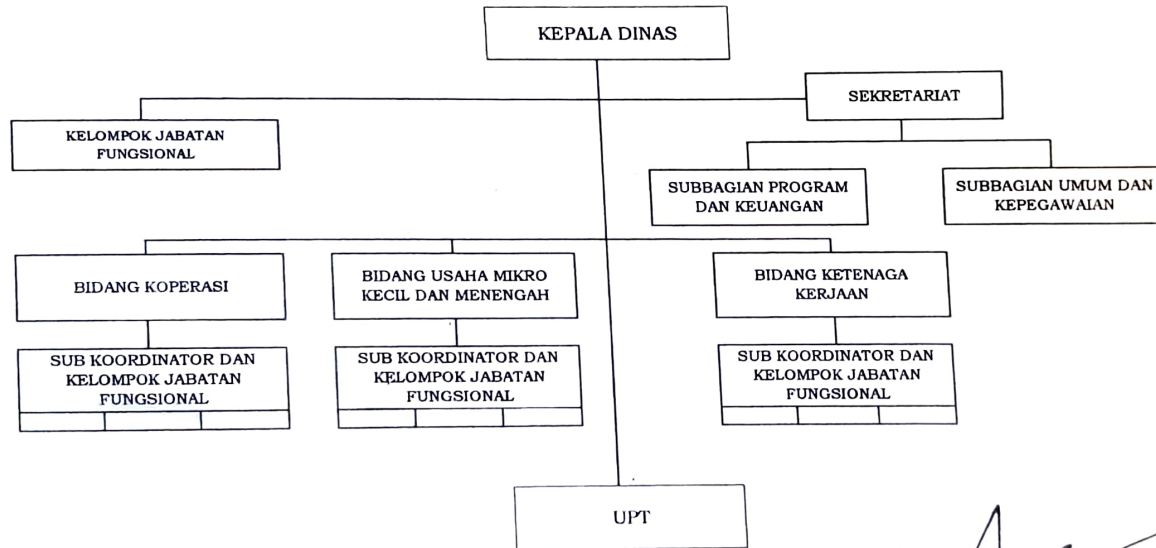 KEPALA DINAS
SEKRETARIAT
KELOMPOK JABATAN
FUNGSIONAL
SUBBAGIAN PROGRAM
DAN KEUANGAN
SUBBAGIAN UMUM DAN
KEPEGAWAIAN
BIDANG KOPERASI
BIDANG USAHA MIKRO
KECIL DAN MENENGAH
BIDANG KETENAGA
KERJAAN
SUB KOORDINATOR DAN
KELOMPOK JABATAN
FUNGSIONAL
SUB KOORDINATOR DAN
KELOMPOK JABATAN
FUNGSIONAL
SUB KOORDINATOR DAN
KELOMPOK JABATAN
FUNGSIONAL
UPT